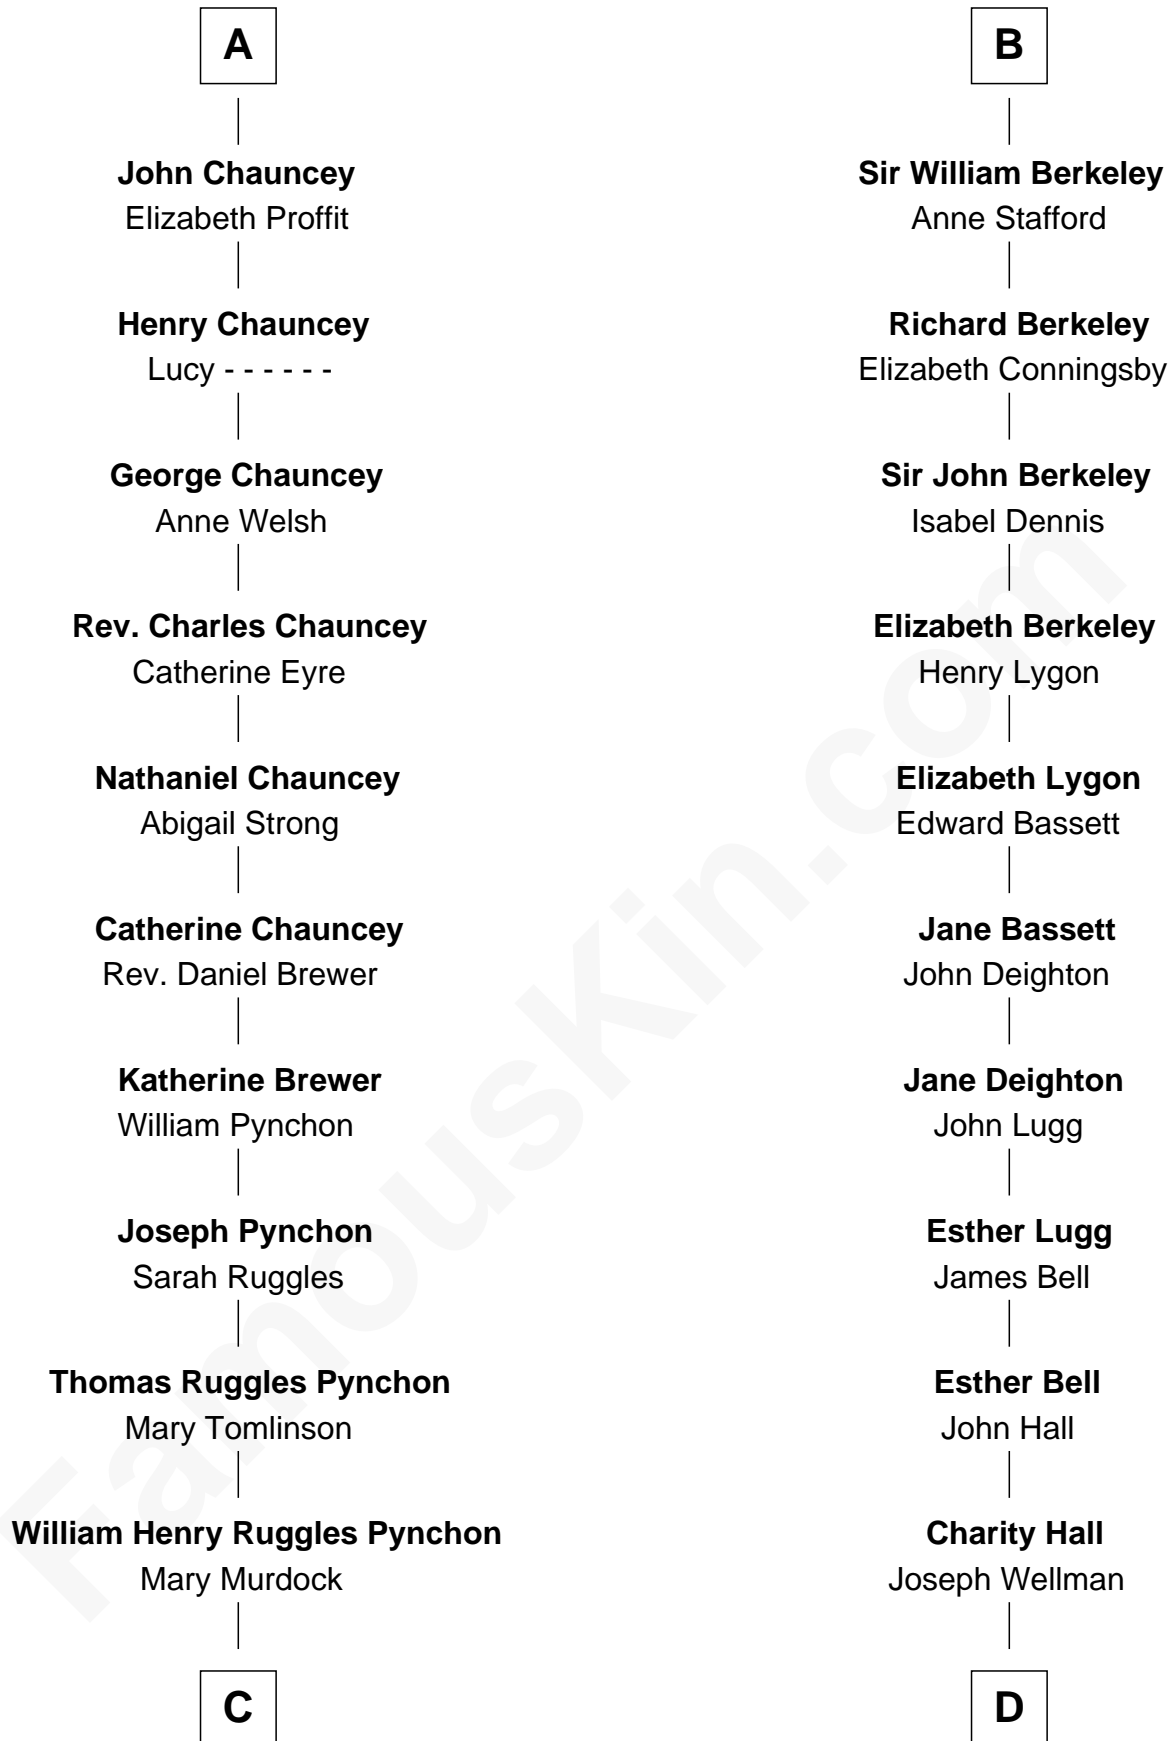 A
John Chauncey
Elizabeth Proffit
Henry Chauncey
Lucy - - - - - -
George Chauncey
Anne Welsh
Rev. Charles Chauncey
Catherine Eyre
Nathaniel Chauncey
Abigail Strong
Catherine Chauncey
Rev. Daniel Brewer
Katherine Brewer
William Pynchon
Joseph Pynchon
Sarah Ruggles
Thomas Ruggles Pynchon
Mary Tomlinson
William Henry Ruggles Pynchon
Mary Murdock
C
B
Sir William Berkeley
Anne Stafford
Richard Berkeley
Elizabeth Conningsby
Sir John Berkeley
Isabel Dennis
Elizabeth Berkeley
Henry Lygon
Elizabeth Lygon
Edward Bassett
Jane Bassett
John Deighton
Jane Deighton
John Lugg
Esther Lugg
James Bell
Esther Bell
John Hall
Charity Hall
Joseph Wellman
D
FamousKin.com